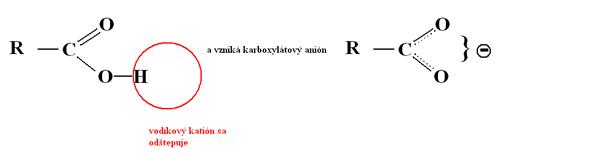 O
R — C
O — H
a vzniká karboxylátový anión
R — C
O
O
} ⊖
vodíkový katión sa
odštepuje